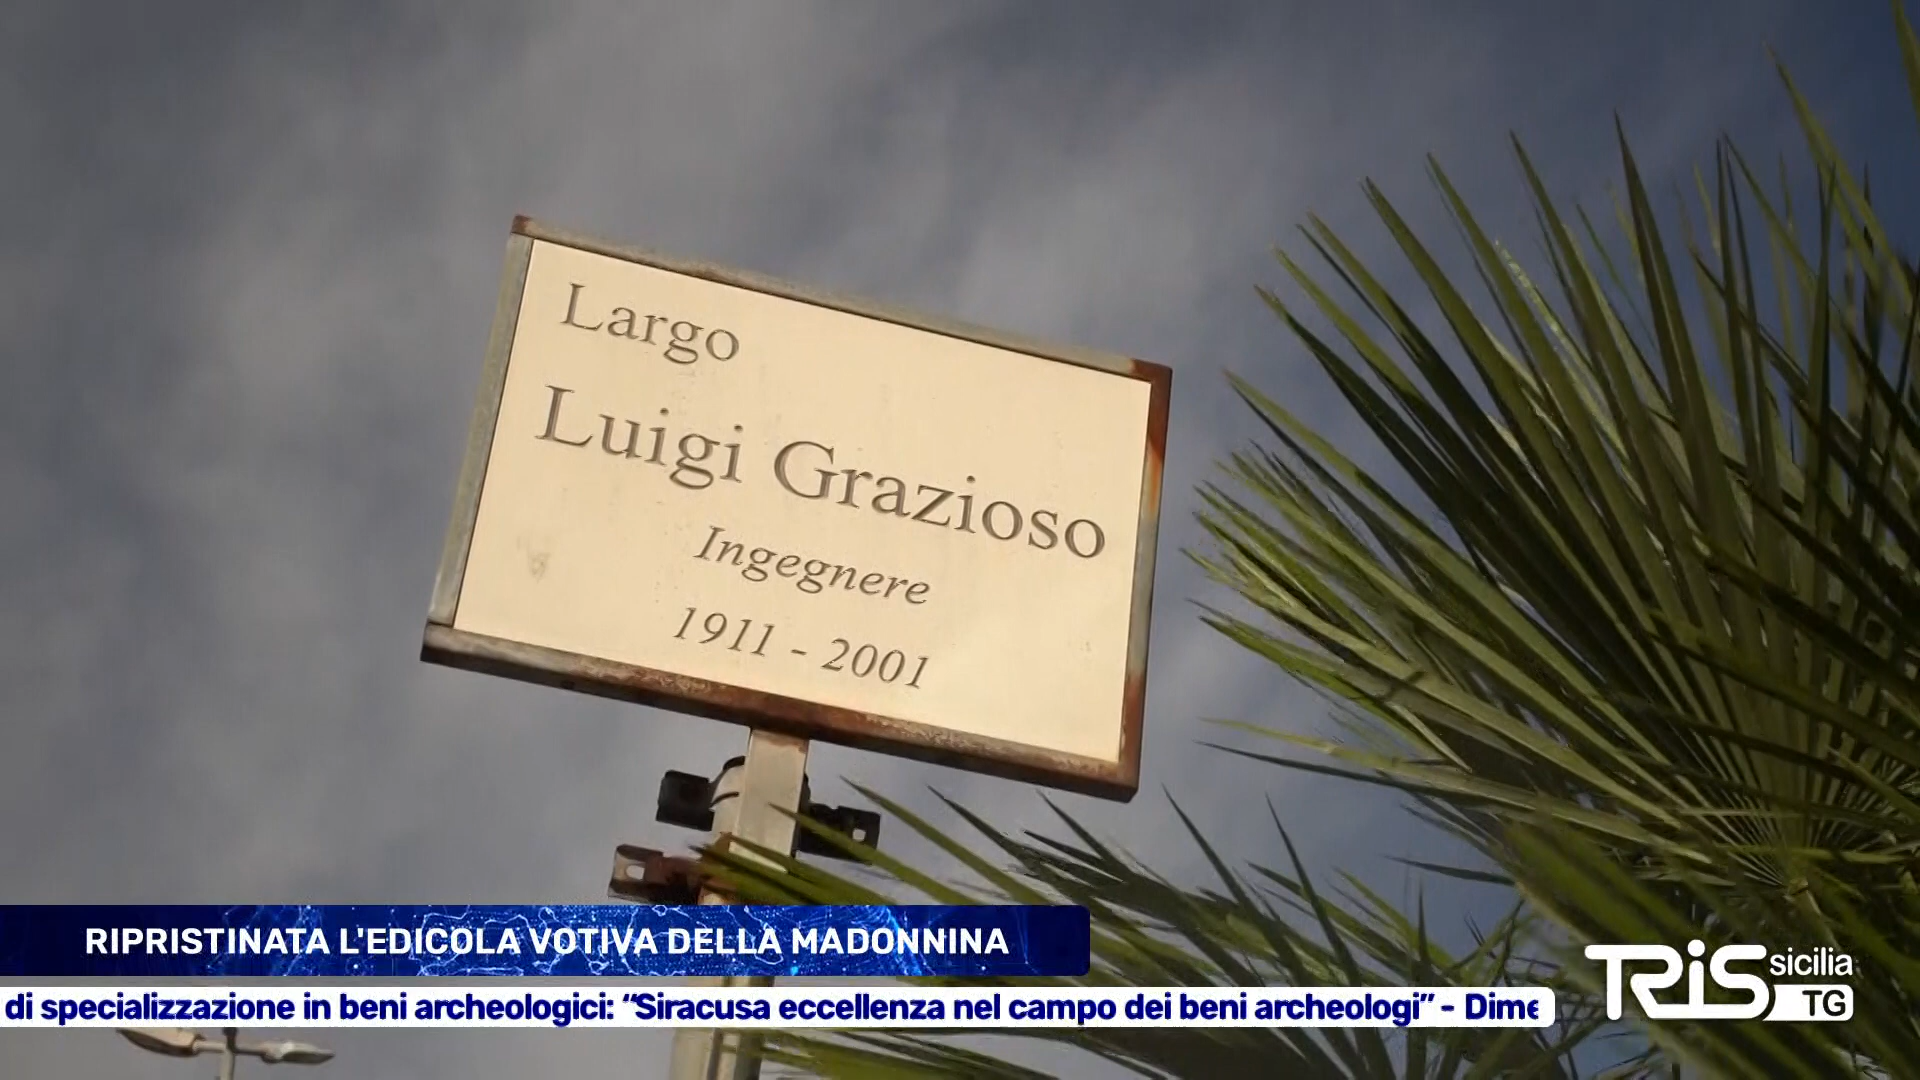 Largo
Luigi Grazioso
Ingegnere
1911 - 2001
RIPRISTINATA L'EDICOLA VOTIVA DELLA MADONNINA
di specializzazione in beni archeologici: “Siracusa eccellenza nel campo dei beni archeologi” - Dime
TRiS sicilia
TG